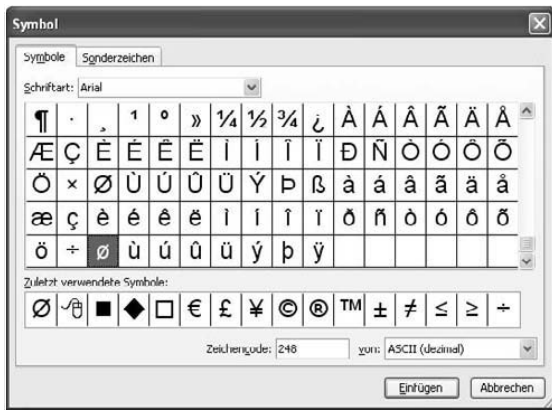 Symbol
Symbole Sonderzeichen
Schriftart: Arial
¶ · ¸ ¹ º » ¼ ½ ¾ ¿ À Á Â Ã Ä Å
Æ Ç È É Ê Ë Ì Í Î Ï Ð Ñ Ò Ó Ô Õ
Ö × Ø Ù Ú Û Ü Ý Þ ß à á â ã ä å
æ ç è é ê ë ì í î ï ð ñ ò ó ô õ
ö ÷ ø ù ú û ü ý þ ÿ
Zuletzt verwendete Symbole:
Ø ■ ◆ □ € £ ¥ © ® ™ ± ≠ ≤ ≥ ÷
Zeichencode: 248 von: ASCII (dezimal)
Einfügen Abbrechen